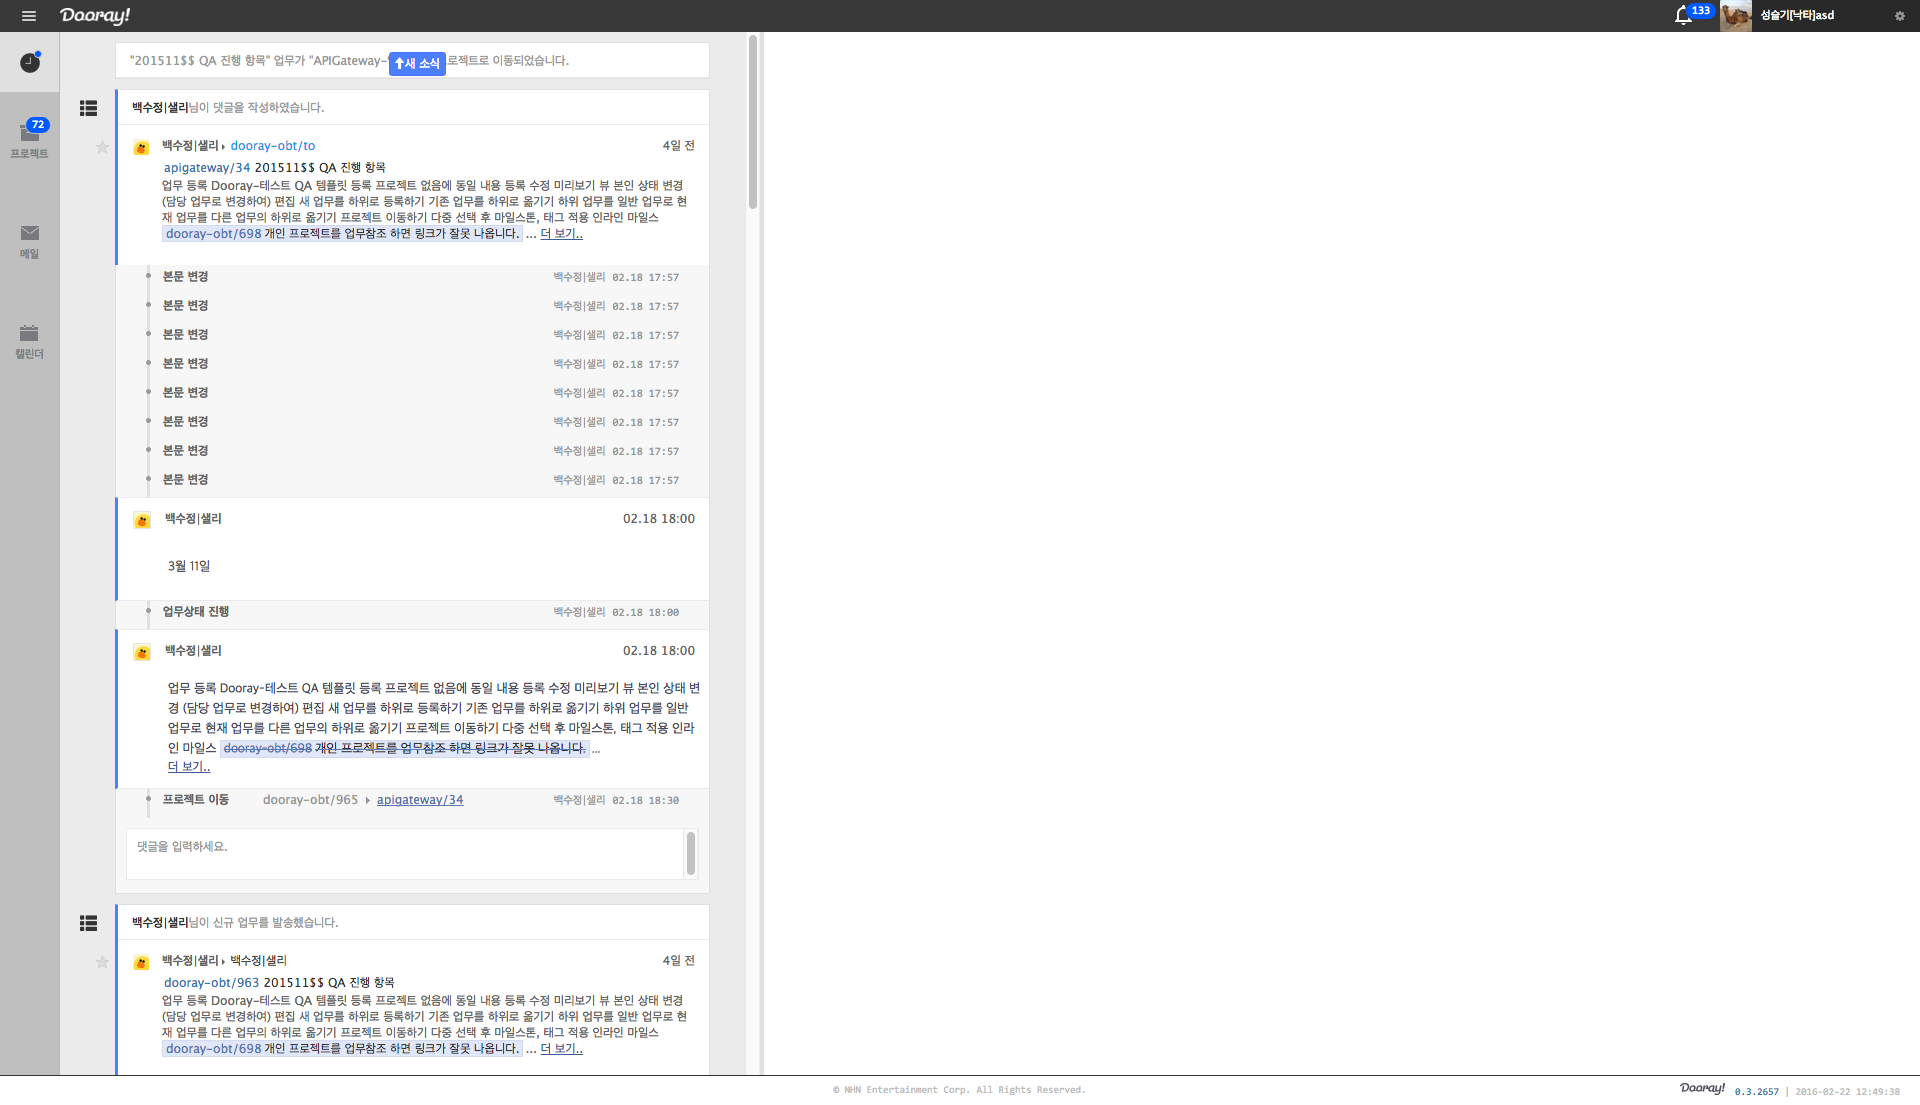 Dooray!
133
성슬기[낙타]asd
72
프로젝트
메일
캘린더
"201511$$ QA 진행 항목" 업무가 "APIGateway- 로젝트로 이동되었습니다.
새 소식
백수정|샐리님이 댓글을 작성하였습니다.
백수정|샐리 dooray-obt/to 4일 전
apigateway/34 201511$$ QA 진행 항목
업무 등록 Dooray-테스트 QA 템플릿 등록 프로젝트 없음에 동일 내용 등록 수정 미리보기 뷰 본인 상태 변경
(담당 업무로 변경하여) 편집 새 업무를 하위로 등록하기 기존 업무를 하위로 옮기기 하위 업무를 일반 업무로 현
재 업무를 다른 업무의 하위로 옮기기 프로젝트 이동하기 다중 선택 후 마일스톤, 태그 적용 인라인 마일스
dooray-obt/698 개인 프로젝트를 업무참조 하면 링크가 잘못 나옵니다. ... 더 보기..
본문 변경 백수정|샐리 02.18 17:57
본문 변경 백수정|샐리 02.18 17:57
본문 변경 백수정|샐리 02.18 17:57
본문 변경 백수정|샐리 02.18 17:57
본문 변경 백수정|샐리 02.18 17:57
본문 변경 백수정|샐리 02.18 17:57
본문 변경 백수정|샐리 02.18 17:57
본문 변경 백수정|샐리 02.18 17:57
백수정|샐리 02.18 18:00
3월 11일
업무상태 진행 백수정|샐리 02.18 18:00
백수정|샐리 02.18 18:00
업무 등록 Dooray-테스트 QA 템플릿 등록 프로젝트 없음에 동일 내용 등록 수정 미리보기 뷰 본인 상태 변
경 (담당 업무로 변경하여) 편집 새 업무를 하위로 등록하기 기존 업무를 하위로 옮기기 하위 업무를 일반
업무로 현재 업무를 다른 업무의 하위로 옮기기 프로젝트 이동하기 다중 선택 후 마일스톤, 태그 적용 인라
인 마일스 dooray-obt/698 개인 프로젝트를 업무참조 하면 링크가 잘못 나옵니다. ...
더 보기..
프로젝트 이동 dooray-obt/965 apigateway/34 백수정|샐리 02.18 18:30
댓글을 입력하세요.
백수정|샐리님이 신규 업무를 발송했습니다.
백수정|샐리 백수정|샐리 4일 전
dooray-obt/963 201511$$ QA 진행 항목
업무 등록 Dooray-테스트 QA 템플릿 등록 프로젝트 없음에 동일 내용 등록 수정 미리보기 뷰 본인 상태 변경
(담당 업무로 변경하여) 편집 새 업무를 하위로 등록하기 기존 업무를 하위로 옮기기 하위 업무를 일반 업무로 현
재 업무를 다른 업무의 하위로 옮기기 프로젝트 이동하기 다중 선택 후 마일스톤, 태그 적용 인라인 마일스
dooray-obt/698 개인 프로젝트를 업무참조 하면 링크가 잘못 나옵니다. ... 더 보기..
© NHN Entertainment Corp. All Rights Reserved.
Dooray! 0.3.2657 | 2016-02-22 12:49:38